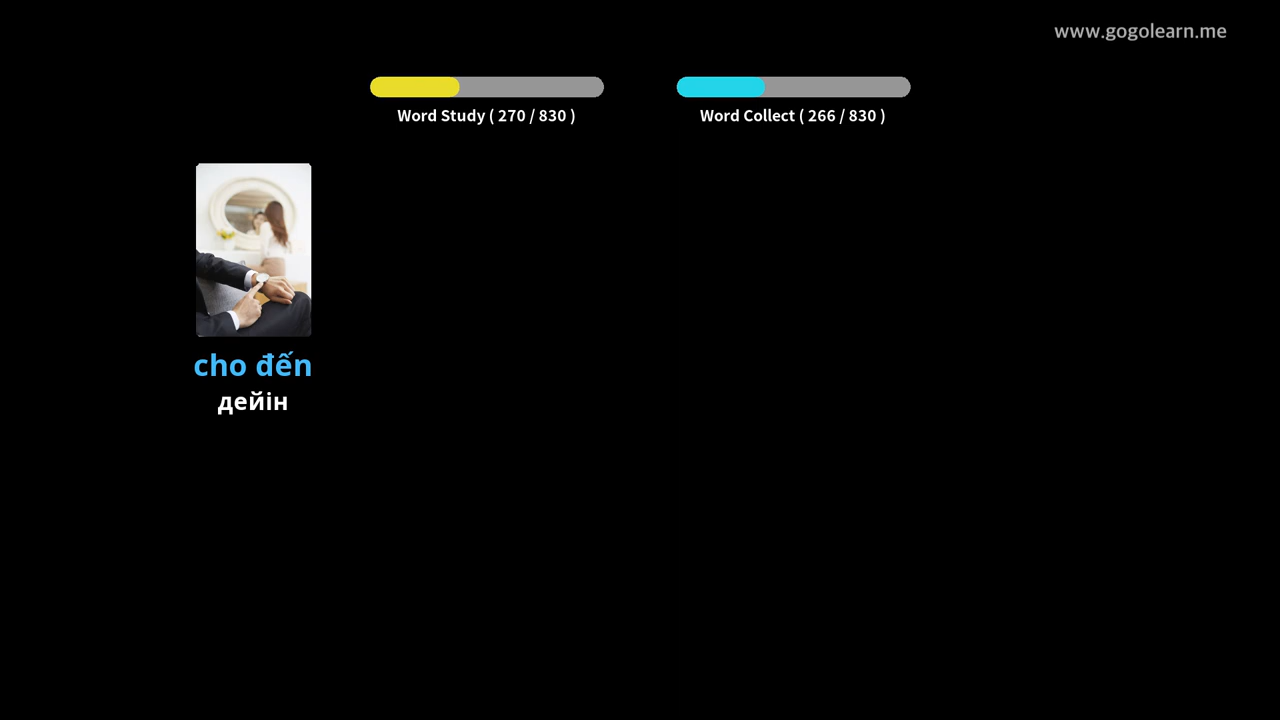 www.gogolearn.me
Word Study ( 270 / 830 )
Word Collect ( 266 / 830 )
cho đến
дейін